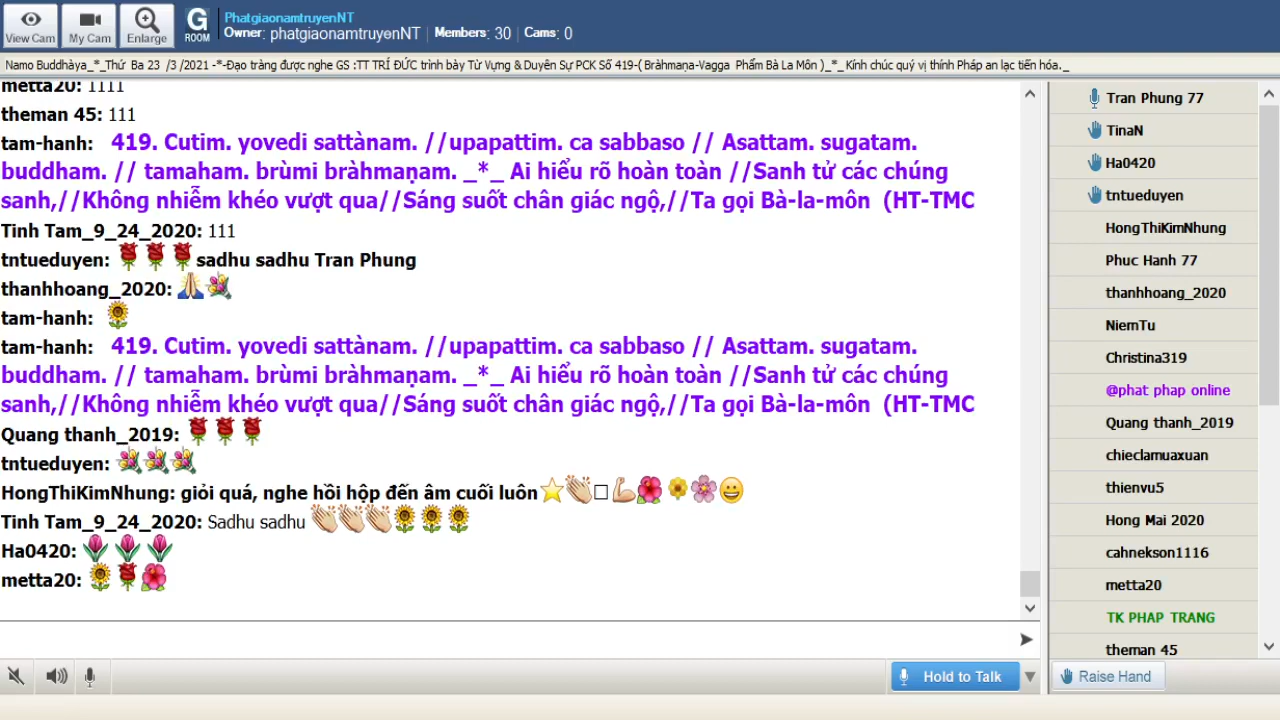 View Cam
My Cam
Enlarge
G
ROOM
PhatgiaonamtruyenNT
Owner: phatgiaonamtruyenNT | Members: 30 | Cams: 0
Namo Buddhàya_*_Thứ Ba 23 /3 /2021 -*-Đạo tràng được nghe GS :TT TRÍ ĐỨC trình bày Từ Vựng & Duyên Sự PCK Số 419-( Bràhmaṇa-Vagga Phẩm Bà La Môn )_*_ Kính chúc quý vị thính Pháp an lạc tiến hóa._
metta20: 1111
theman 45: 111
tam-hanh: 419. Cutim. yovedi sattànam. //upapattim. ca sabbaso // Asattam. sugatam.
buddham. // tamaham. brùmi bràhmaṇam. _*_ Ai hiểu rõ hoàn toàn //Sanh tử các chúng
sanh,//Không nhiễm khéo vượt qua//Sáng suốt chân giác ngộ,//Ta gọi Bà-la-môn (HT-TMC
Tinh Tam_9_24_2020: 111
tntueduyen: 🌹🌹🌹sadhu sadhu Tran Phung
thanhhoang_2020: 🙏💐
tam-hanh: 🌻
tam-hanh: 419. Cutim. yovedi sattànam. //upapattim. ca sabbaso // Asattam. sugatam.
buddham. // tamaham. brùmi bràhmaṇam. _*_ Ai hiểu rõ hoàn toàn //Sanh tử các chúng
sanh,//Không nhiễm khéo vượt qua//Sáng suốt chân giác ngộ,//Ta gọi Bà-la-môn (HT-TMC
Quang thanh_2019: 🌹🌹🌹
tntueduyen: 💐💐💐
HongThiKimNhung: giỏi quá, nghe hồi hộp đến âm cuối luôn⭐👏🏼□💪🏼🌺🌼🌸😀
Tinh Tam_9_24_2020: Sadhu sadhu 👏🏼👏🏼👏🏼🌻🌻🌻
Ha0420: 🌷🌷🌷
metta20: 🌻🌹🌺
Hold to Talk
Tran Phung 77
TinaN
Ha0420
tntueduyen
HongThiKimNhung
Phuc Hanh 77
thanhhoang_2020
NiemTu
Christina319
@phat phap online
Quang thanh_2019
chieclamuaxuan
thienvu5
Hong Mai 2020
cahnekson1116
metta20
TK PHAP TRANG
theman 45
Raise Hand